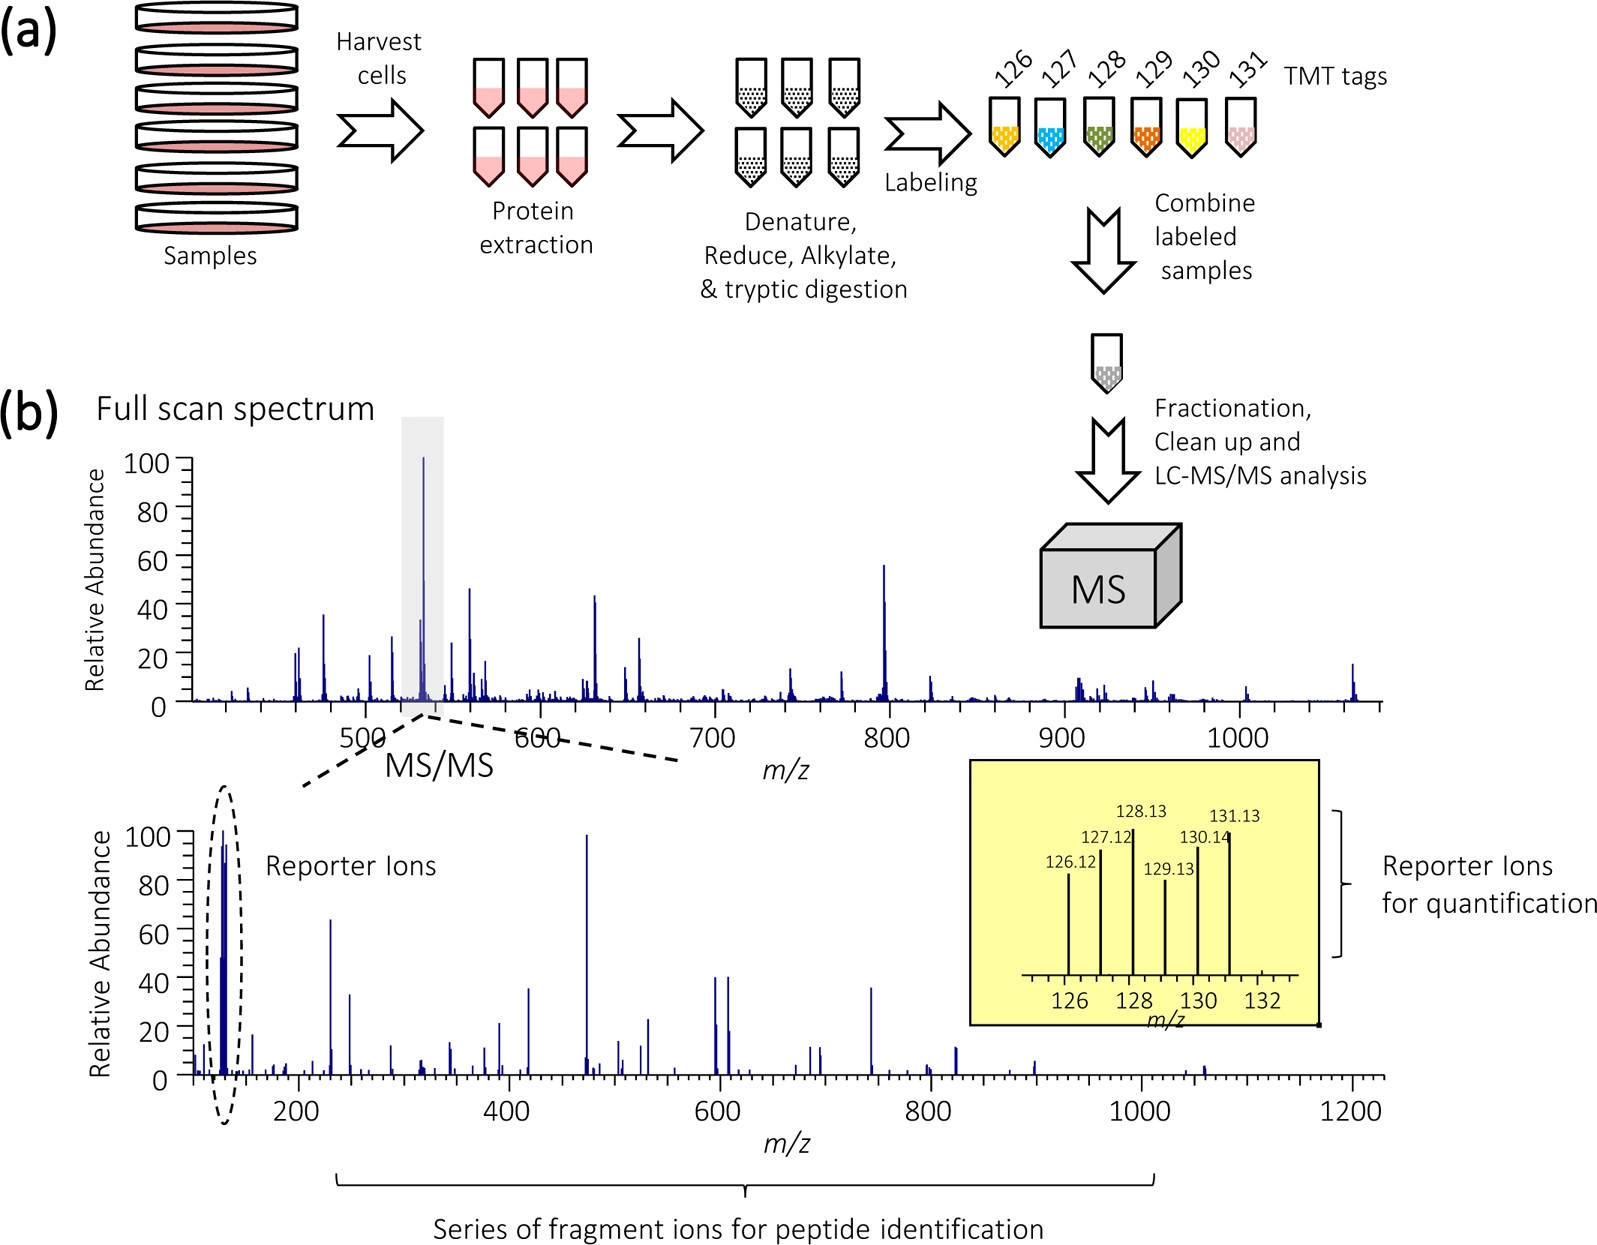 (a)
Harvest
cells
126 127 128 129 130 131 TMT tags
Labeling
Samples
Protein
extraction
Denature,
Reduce, Alkylate,
& tryptic digestion
Combine
labeled
samples
Fractionation,
Clean up and
LC-MS/MS analysis
MS
(b)
Full scan spectrum
Relative Abundance
100
80
60
40
20
0
500 600 700 800 900 1000
m/z
MS/MS
Relative Abundance
100
80
60
40
20
0
Reporter Ions
200 400 600 800 1000 1200
m/z
128.13
131.13
127.12
130.14
126.12
129.13
126 128 130 132
m/z
Reporter Ions
for quantification
Series of fragment ions for peptide identification